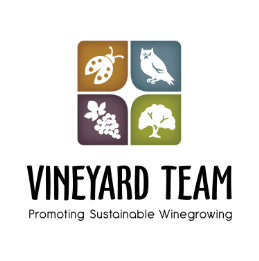 VINEYARD TEAM
Promoting Sustainable Winegrowing